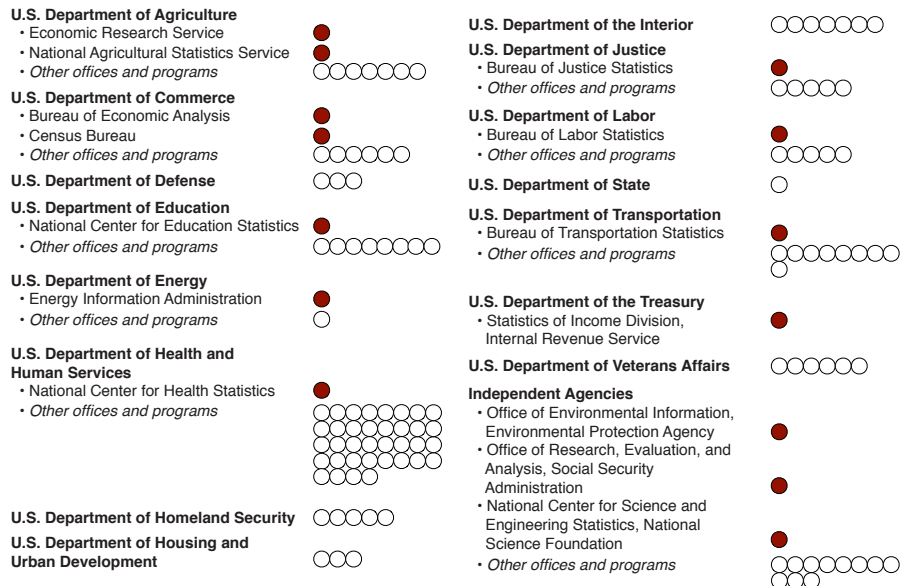 U.S. Department of Agriculture
• Economic Research Service
• National Agricultural Statistics Service
• Other offices and programs
U.S. Department of Commerce
• Bureau of Economic Analysis
• Census Bureau
• Other offices and programs
U.S. Department of Defense
U.S. Department of Education
• National Center for Education Statistics
• Other offices and programs
U.S. Department of Energy
• Energy Information Administration
• Other offices and programs
U.S. Department of Health and
Human Services
• National Center for Health Statistics
• Other offices and programs
U.S. Department of Homeland Security
U.S. Department of Housing and
Urban Development
U.S. Department of the Interior
U.S. Department of Justice
• Bureau of Justice Statistics
• Other offices and programs
U.S. Department of Labor
• Bureau of Labor Statistics
• Other offices and programs
U.S. Department of State
U.S. Department of Transportation
• Bureau of Transportation Statistics
• Other offices and programs
U.S. Department of the Treasury
• Statistics of Income Division,
Internal Revenue Service
U.S. Department of Veterans Affairs
Independent Agencies
• Office of Environmental Information,
Environmental Protection Agency
• Office of Research, Evaluation, and
Analysis, Social Security
Administration
• National Center for Science and
Engineering Statistics, National
Science Foundation
• Other offices and programs